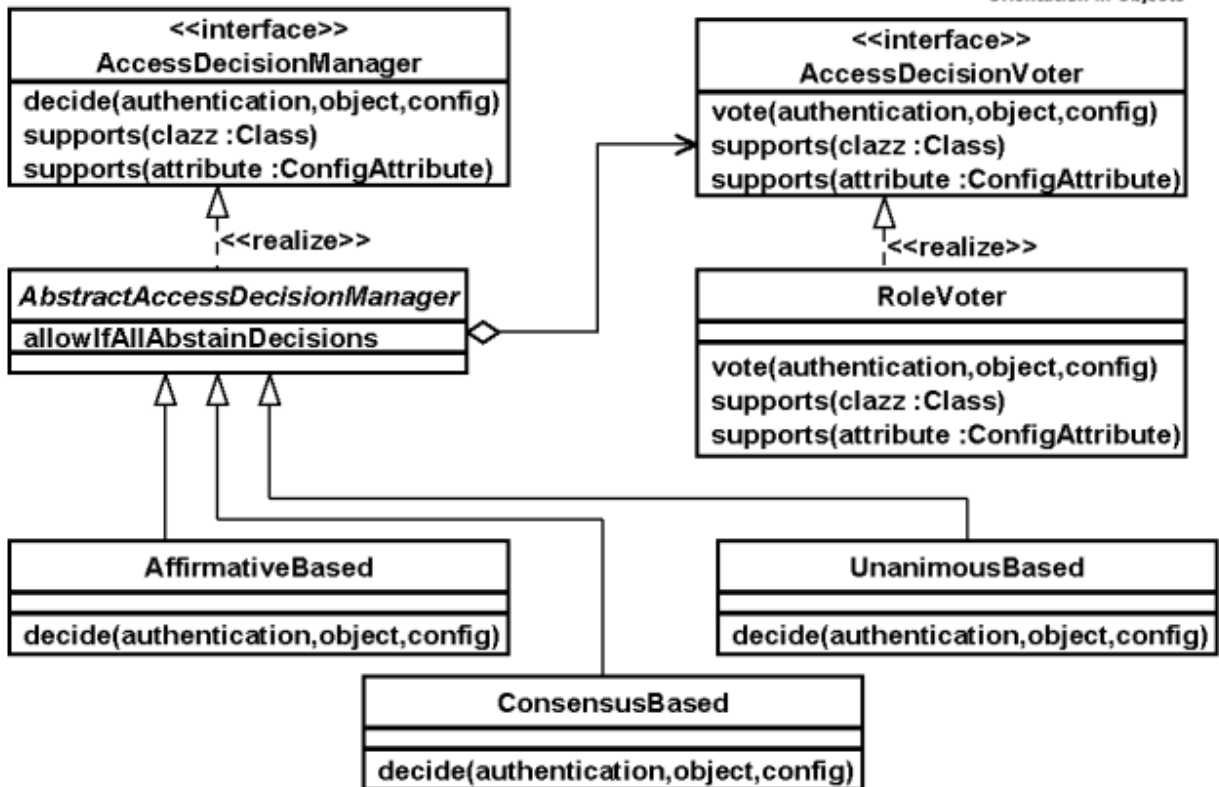 <<interface>>
AccessDecisionManager
decide(authentication,object,config)
supports(clazz :Class)
supports(attribute :ConfigAttribute)
<<interface>>
AccessDecisionVoter
vote(authentication,object,config)
supports(clazz :Class)
supports(attribute :ConfigAttribute)
<<realize>>
<<realize>>
AbstractAccessDecisionManager
allowIfAllAbstainDecisions
RoleVoter
vote(authentication,object,config)
supports(clazz :Class)
supports(attribute :ConfigAttribute)
AffirmativeBased
decide(authentication,object,config)
UnanimousBased
decide(authentication,object,config)
ConsensusBased
decide(authentication,object,config)